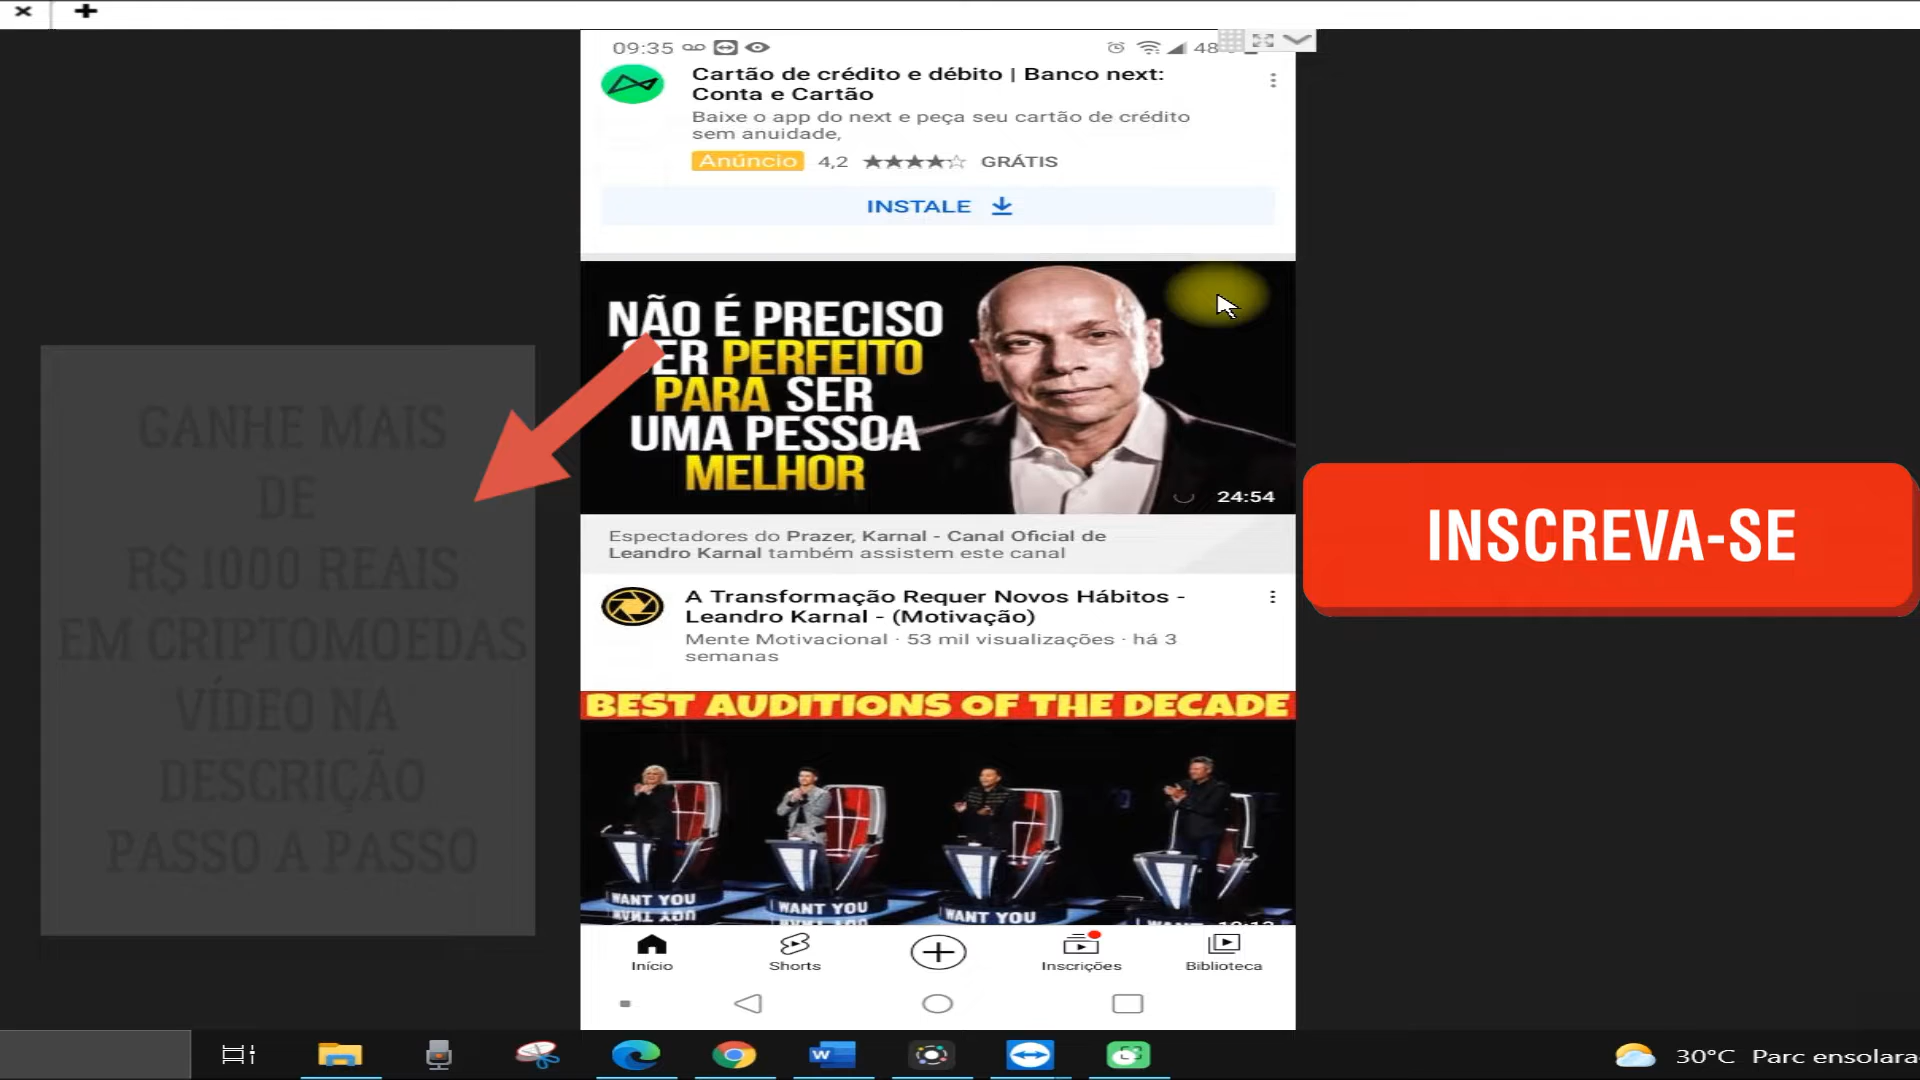 09:35
48
Cartão de crédito e débito | Banco next:
Conta e Cartão
Baixe o app do next e peça seu cartão de crédito
sem anuidade,
Anúncio 4,2 GRÁTIS
INSTALE
NÃO É PRECISO
SER PERFEITO
PARA SER
UMA PESSOA
MELHOR
24:54
Espectadores do Prazer, Karnal - Canal Oficial de
Leandro Karnal também assistem este canal
A Transformação Requer Novos Hábitos -
Leandro Karnal - (Motivação)
Mente Motivacional · 53 mil visualizações · há 3
semanas
BEST AUDITIONS OF THE DECADE
I WANT YOU
I WANT YOU
I WANT YOU
Início
Shorts
Inscrições
Biblioteca
GANHE MAIS
DE
R$ 1000 REAIS
EM CRIPTOMOEDAS
VÍDEO NA
DESCRIÇÃO
PASSO A PASSO
INSCREVA-SE
30°C Parc ensolara